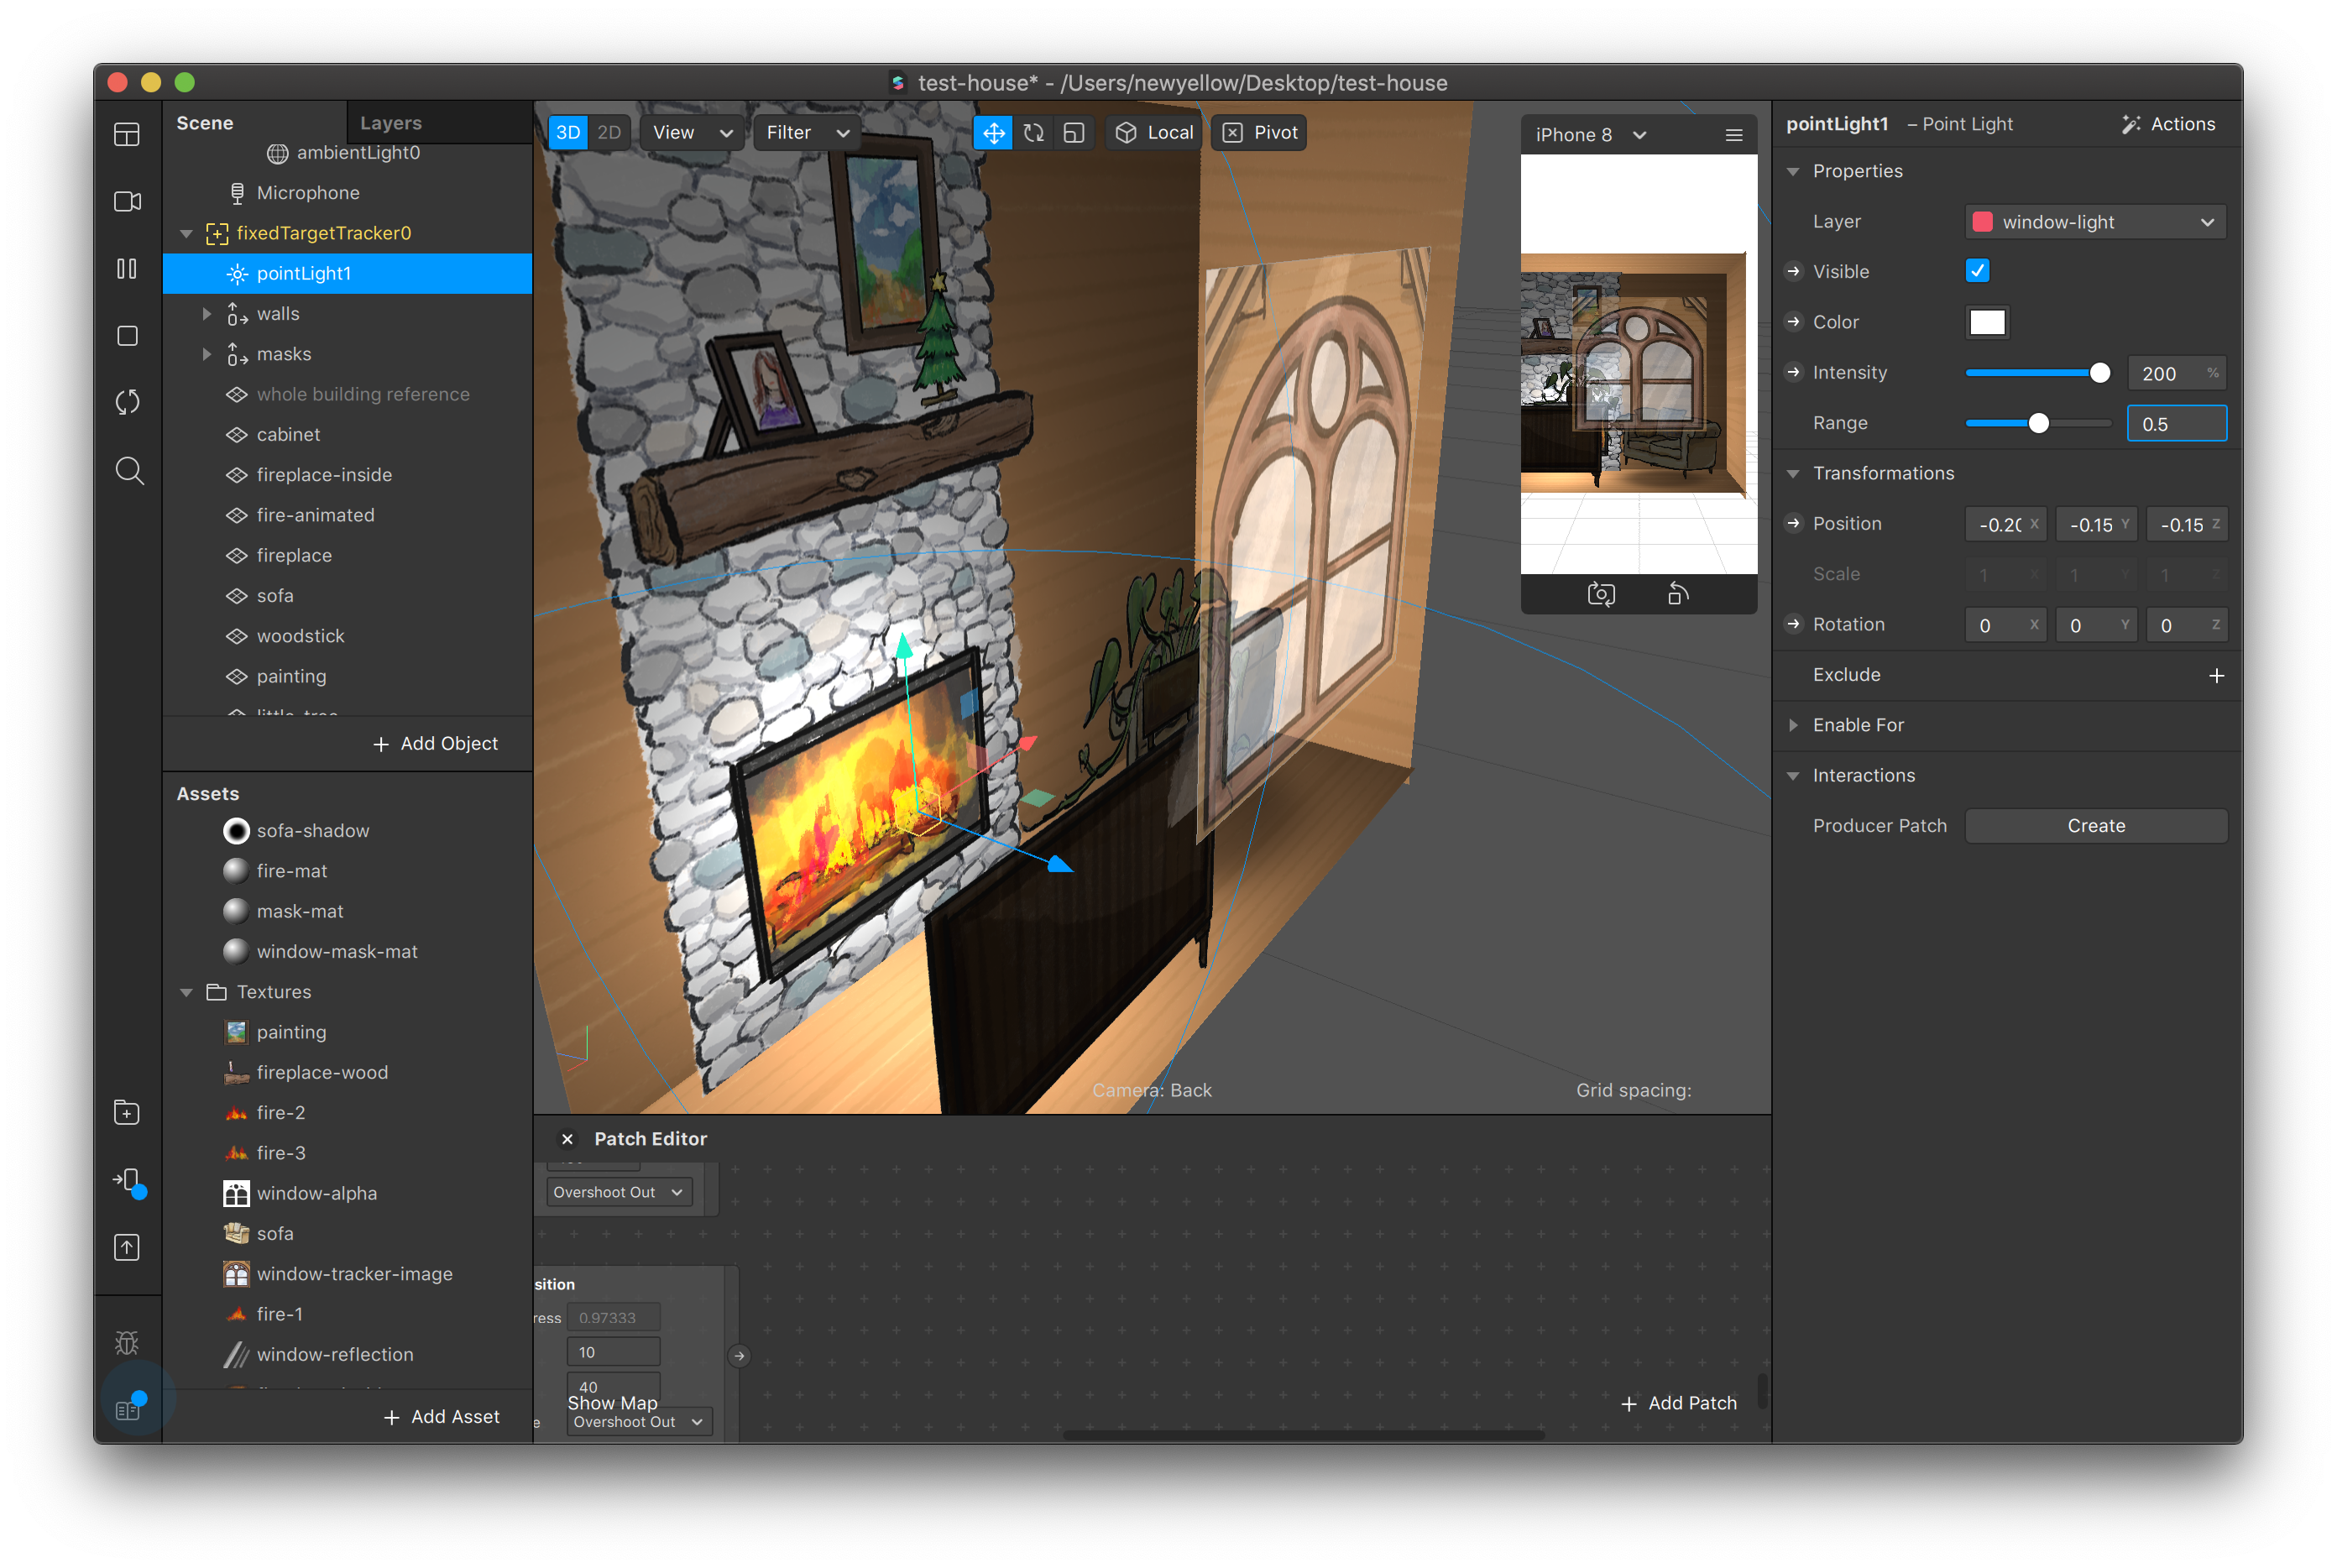 test-house* - /Users/newyellow/Desktop/test-house
Scene
Layers
ambientLight0
Microphone
fixedTargetTracker0
pointLight1
walls
masks
whole building reference
cabinet
fireplace-inside
fire-animated
fireplace
sofa
woodstick
painting
+ Add Object
Assets
sofa-shadow
fire-mat
mask-mat
window-mask-mat
Textures
painting
fireplace-wood
fire-2
fire-3
window-alpha
sofa
window-tracker-image
fire-1
window-reflection
+ Add Asset
3D 2D
View
Filter
Local
Pivot
iPhone 8
Camera: Back
Grid spacing:
Patch Editor
Overshoot Out
sition
ress 0.97333
10
40
Show Map
e Overshoot Out
+ Add Patch
pointLight1 – Point Light
Actions
Properties
Layer window-light
Visible
Color
Intensity 200 %
Range 0.5
Transformations
Position -0.20 X -0.15 Y -0.15 Z
Scale 1 X 1 Y 1 Z
Rotation 0 X 0 Y 0 Z
Exclude +
Enable For
Interactions
Producer Patch Create